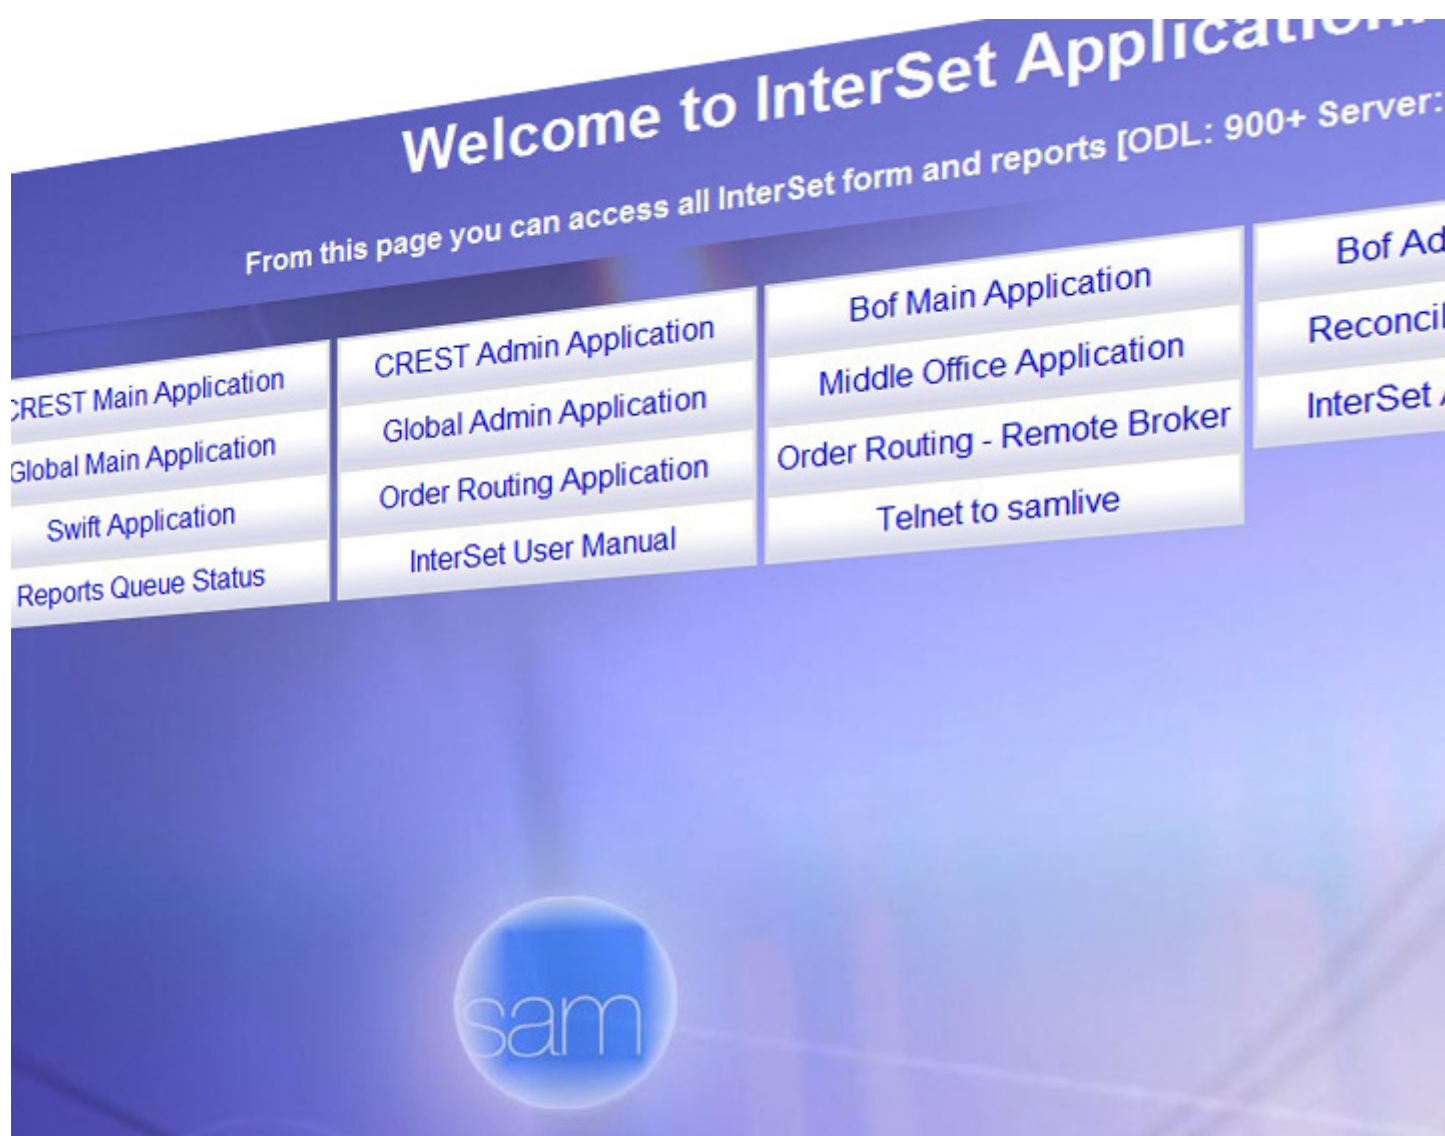 Welcome to InterSet
From this page you can access all InterSet form and reports [ODL: 900+ Server:
CREST Main Application
CREST Admin Application
Bof Main Application
Bof
Global Main Application
Global Admin Application
Middle Office Application
Swift Application
Order Routing Application
Order Routing - Remote Broker
InterSet
Reports Queue Status
InterSet User Manual
Telnet to samlive
sam